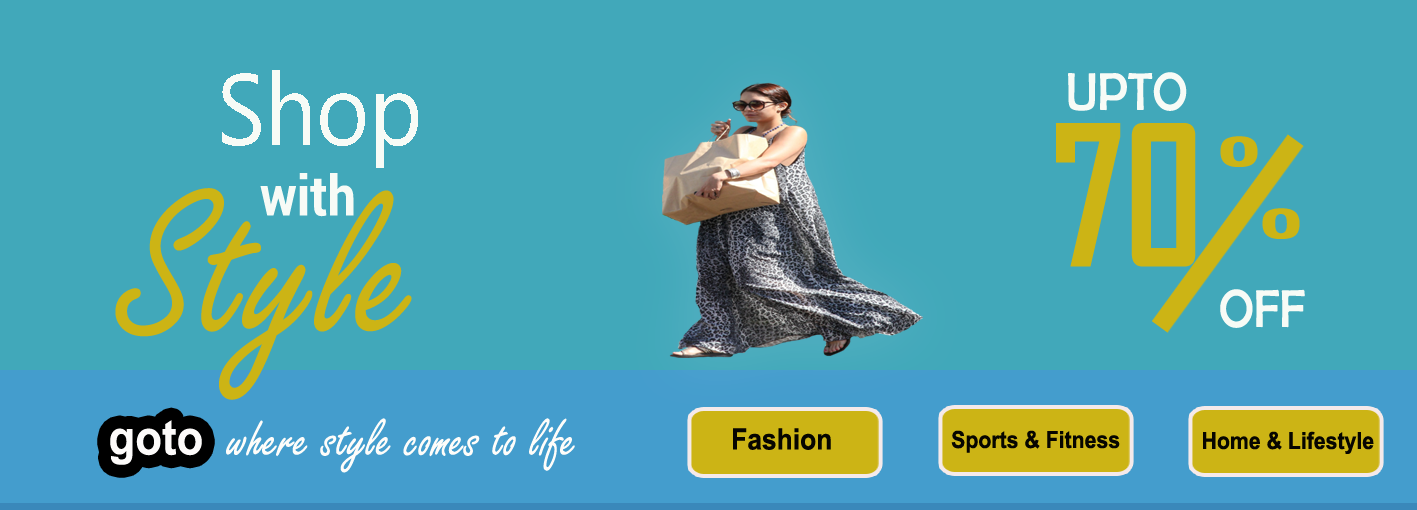 Shop
with
Style
UPTO
70%
OFF
goto where style comes to life
Fashion
Sports & Fitness
Home & Lifestyle